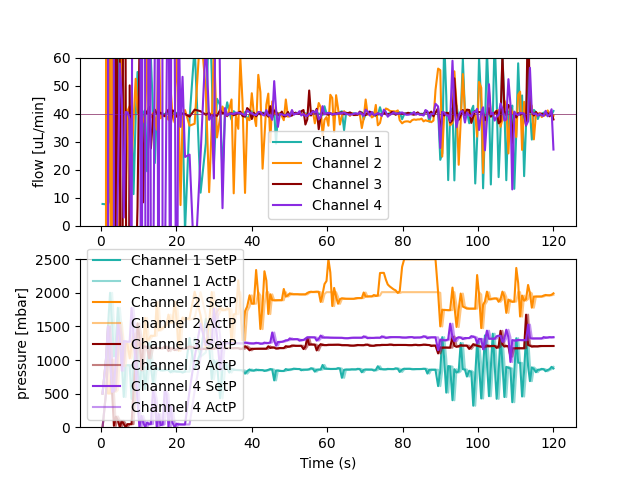 60
50
40
30
20
10
0
flow [uL/min]
Channel 1
Channel 2
Channel 3
Channel 4
0 20 40 60 80 100 120
2500
2000
1500
1000
500
0
pressure [mbar]
Channel 1 SetP
Channel 1 ActP
Channel 2 SetP
Channel 2 ActP
Channel 3 SetP
Channel 3 ActP
Channel 4 SetP
Channel 4 ActP
0 20 40 60 80 100 120
Time (s)